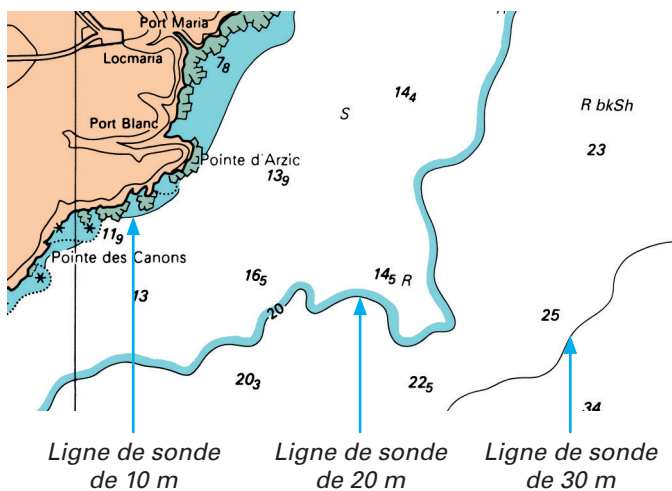 Port Maria
Locmaria
7₈
14₄
S
R bkSh
Port Blanc
23
Pointe d'Arzic
13₉
11₉
Pointe des Canons
16₅
14₅ R
13
20
25
20₃
22₅
34
Ligne de sonde
de 10 m
Ligne de sonde
de 20 m
Ligne de sonde
de 30 m